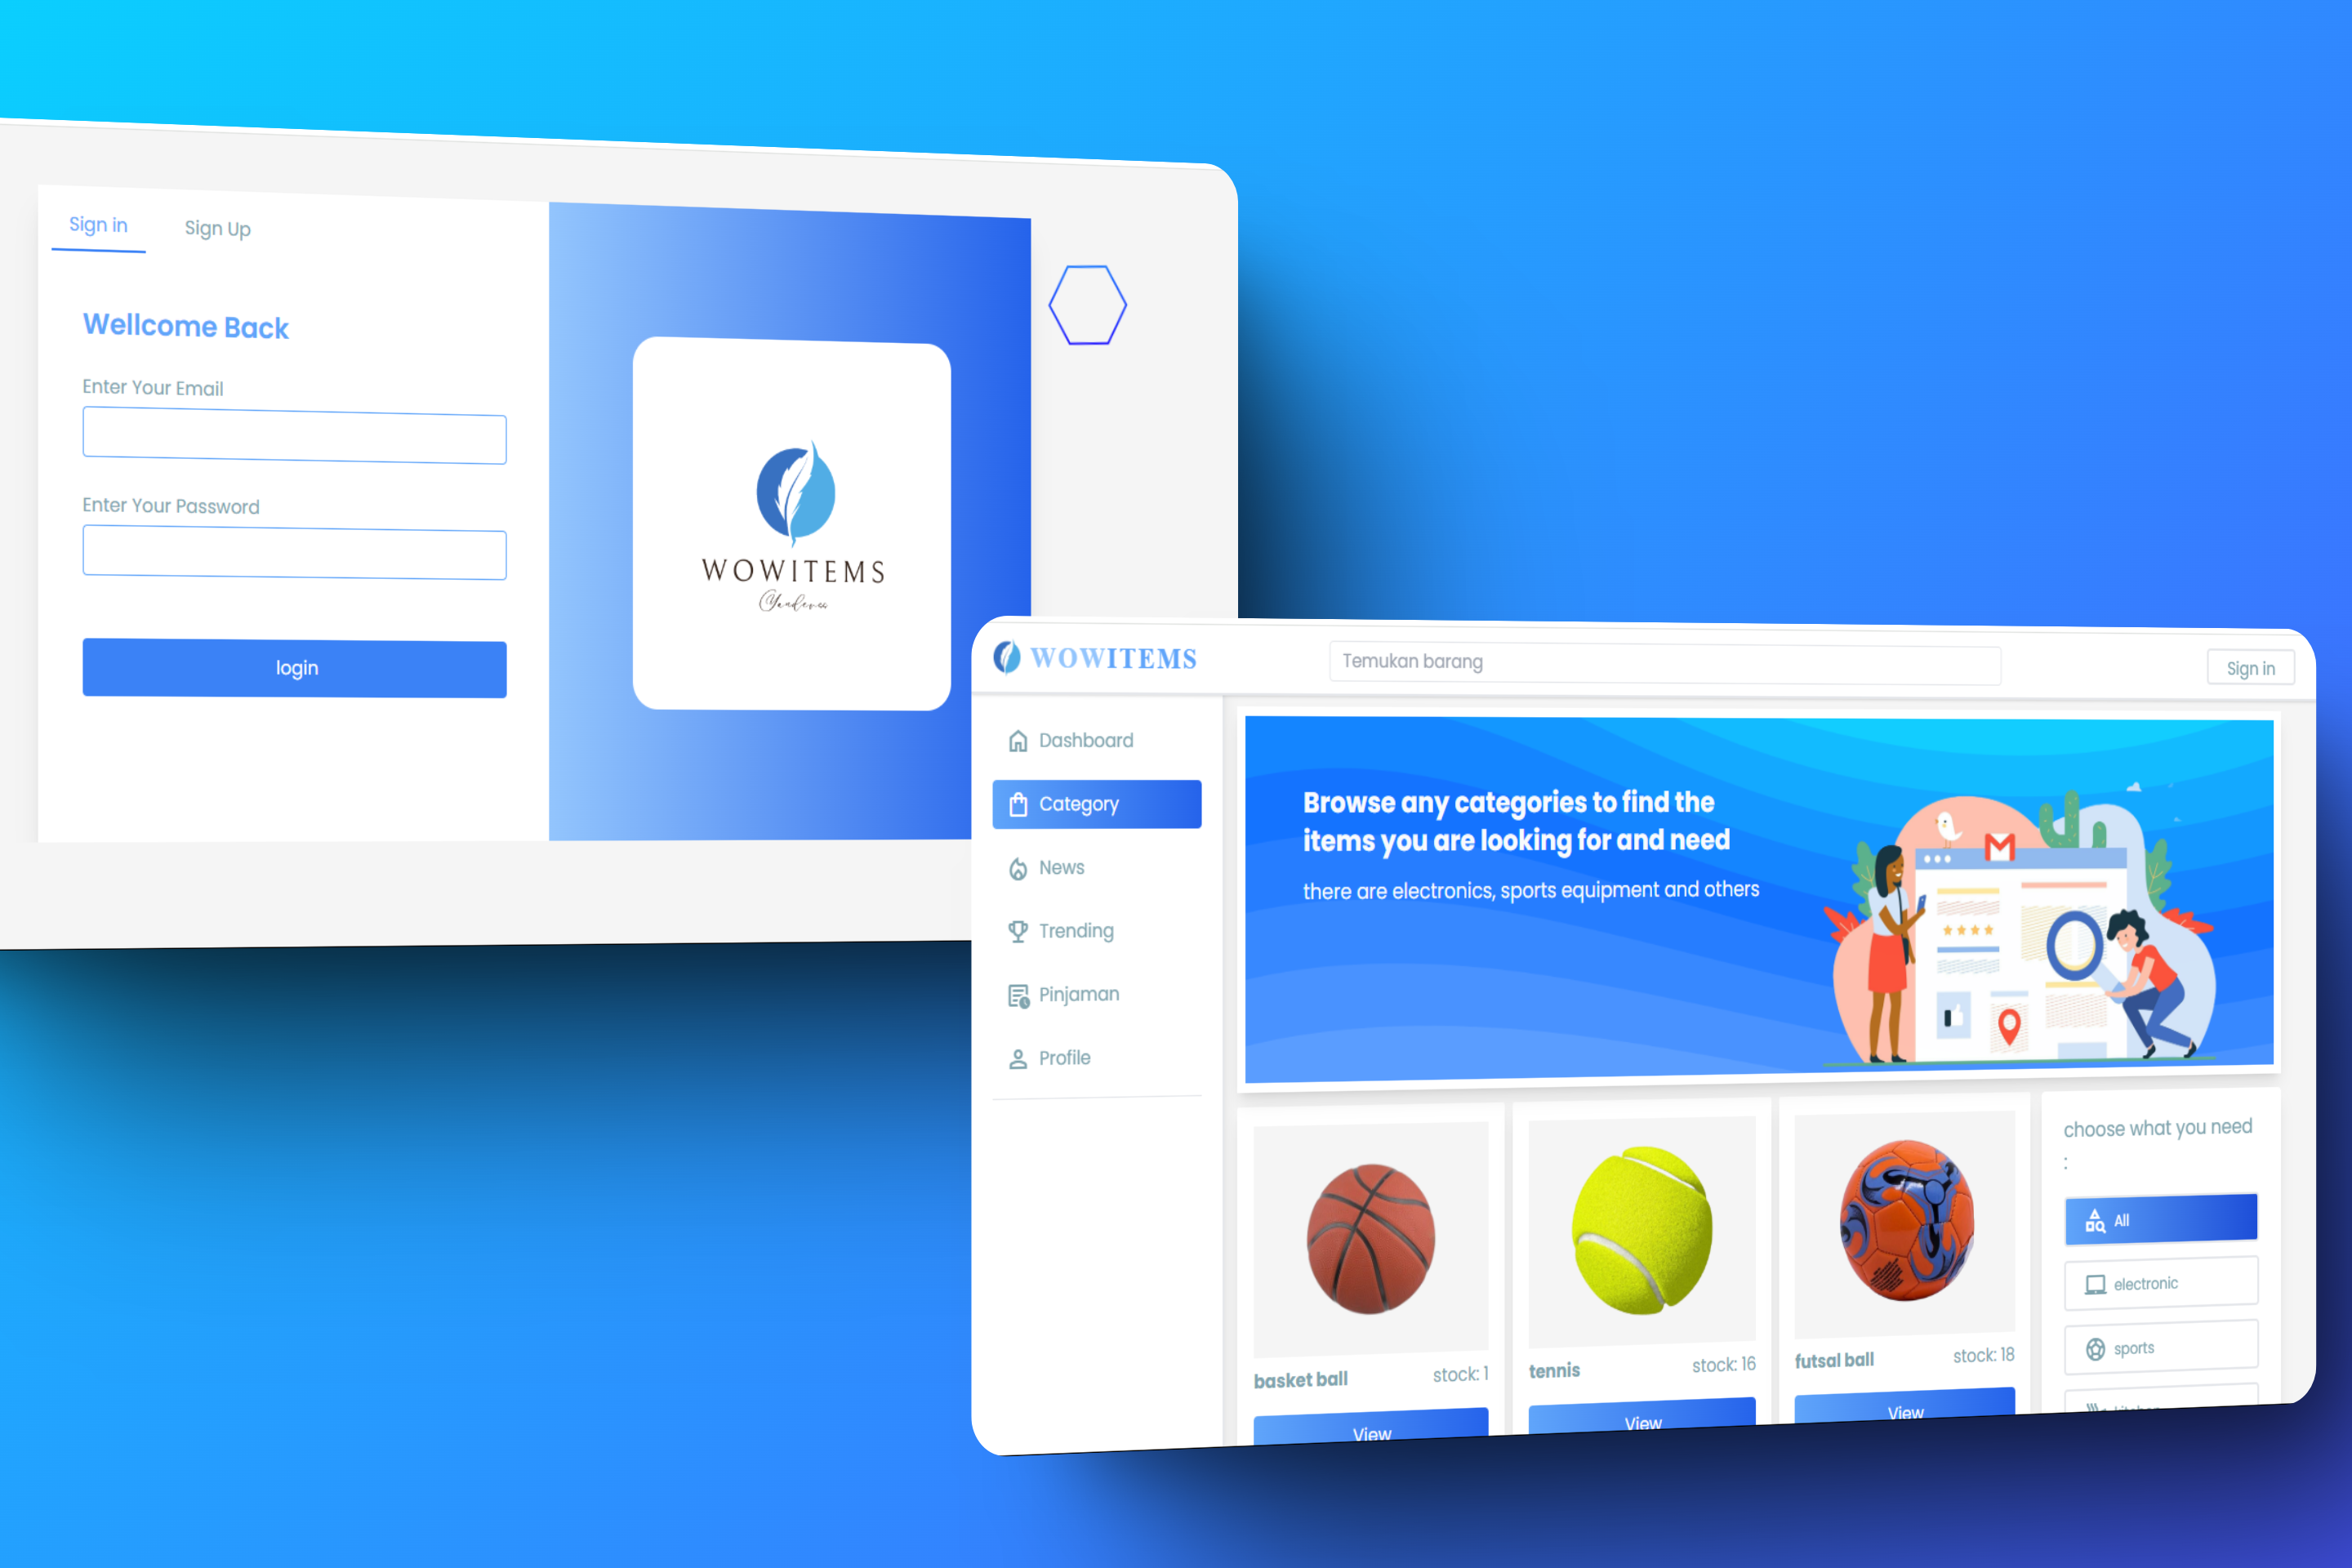 Sign in
Sign Up
Wellcome Back
Enter Your Email
Enter Your Password
login
WOWITEMS
WOWITEMS
Temukan barang
Sign in
Dashboard
Category
News
Trending
Pinjaman
Profile
Browse any categories to find the
items you are looking for and need
there are electronics, sports equipment and others
basket ball
stock: 1
View
tennis
stock: 16
View
futsal ball
stock: 18
View
choose what you need
:
All
electronic
sports